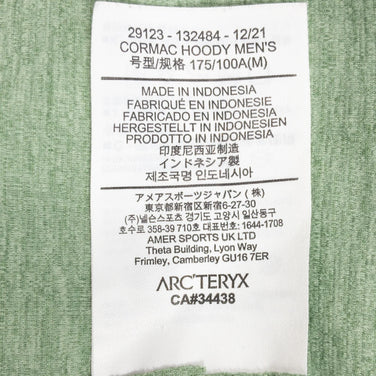 29123 - 132484 - 12/21
CORMAC HOODY MEN'S
号型/规格 175/100A(M)
MADE IN INDONESIA
FABRIQUÉ EN INDONESIE
FABRICADO EN INDONESIA
HERGESTELLT IN INDONESIEN
PRODOTTO IN INDONESIA
印度尼西亚制造
インドネシア製
제조국명 인도네시아
アメアスポーツジャパン (株)
東京都新宿区新宿6-27-30
(주)넬슨스포츠 경기도 고양시 일산동구
호수로 358-39 710호 대표번호: 1644-1708
AMER SPORTS UK LTD
Theta Building, Lyon Way
Frimley, Camberley GU16 7ER
ARC'TERYX
CA#34438